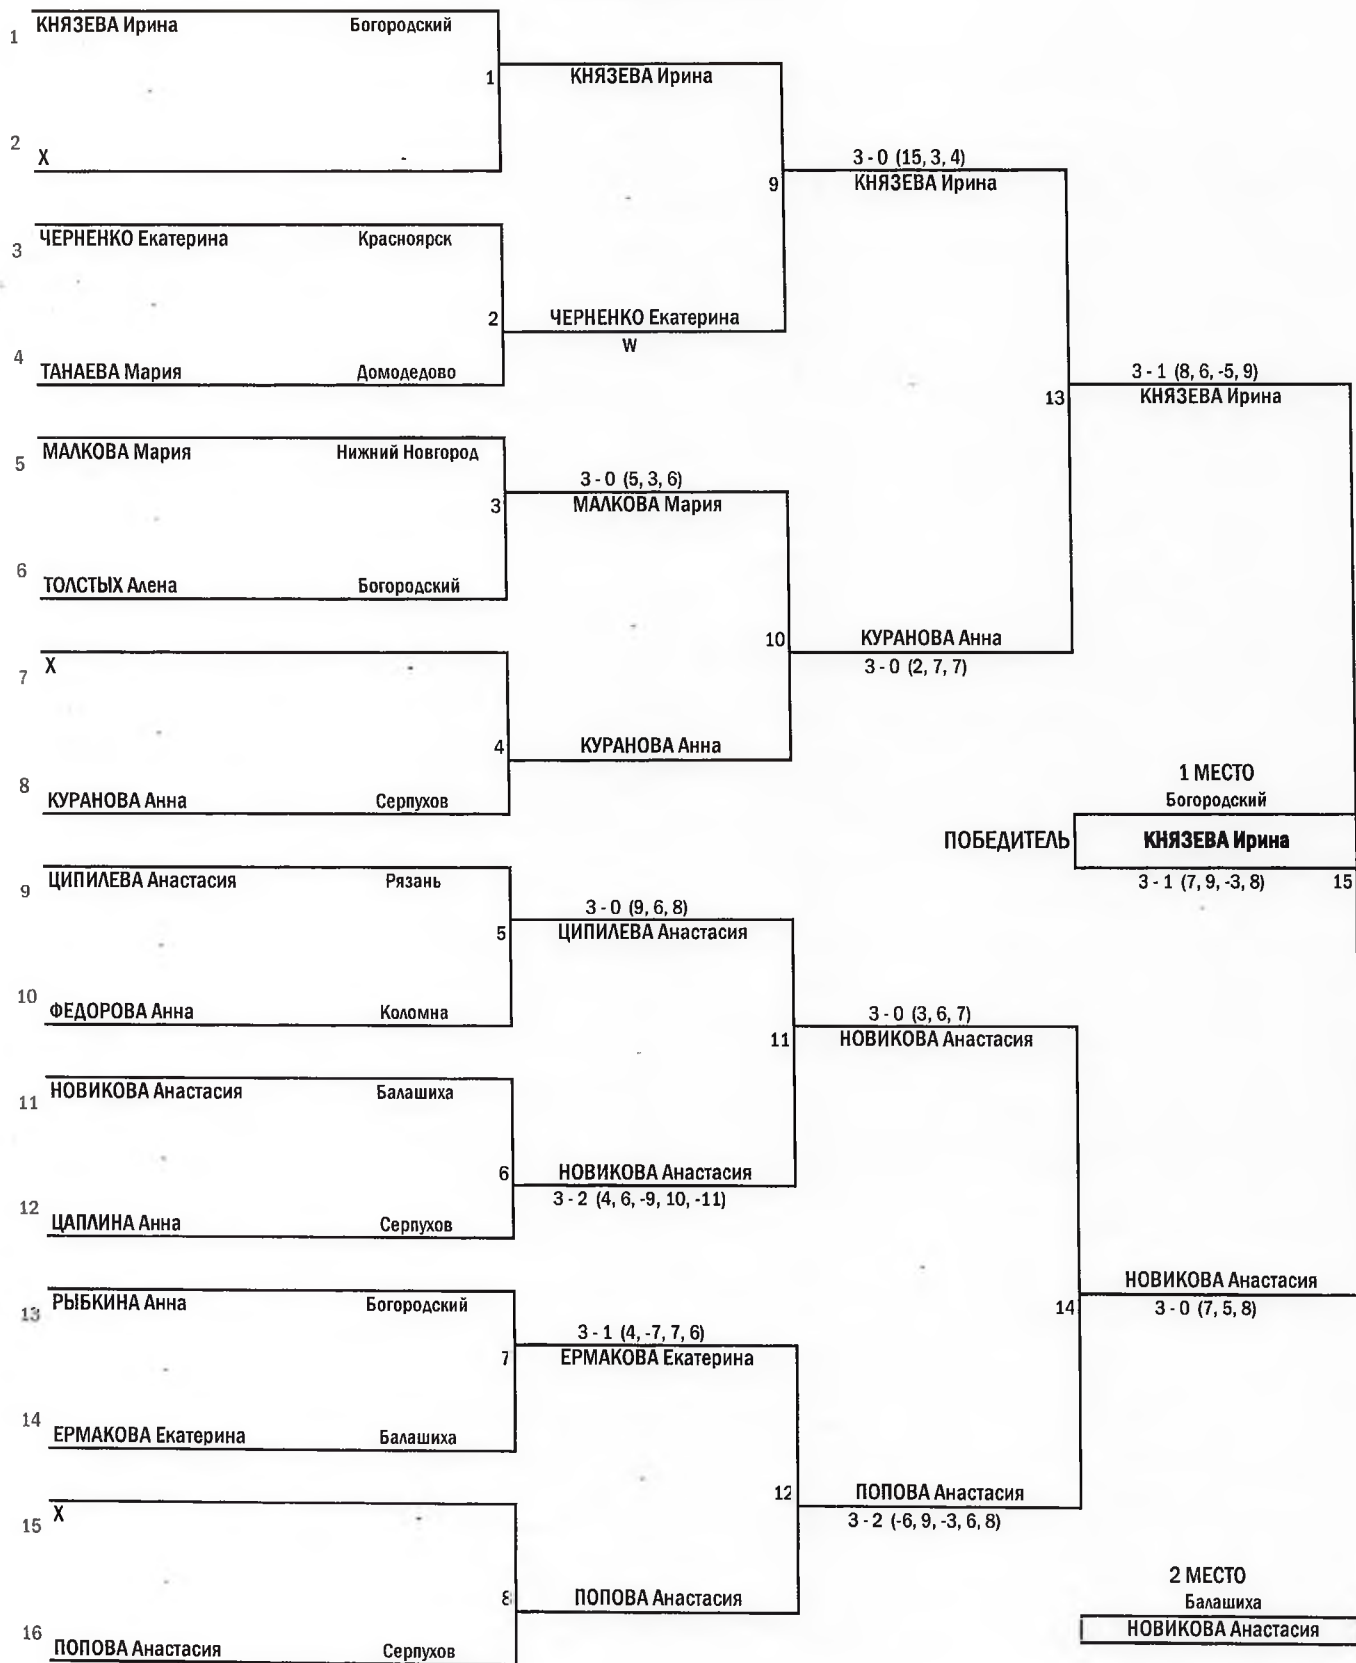 1 КНЯЗЕВА Ирина Богородский
1 КНЯЗЕВА Ирина
2 X
3 - 0 (15, 3, 4)
9 КНЯЗЕВА Ирина
3 ЧЕРНЕНКО Екатерина Красноярск
2 ЧЕРНЕНКО Екатерина
W
4 ТАНАЕВА Мария Домодедово
3 - 1 (8, 6, -5, 9)
13 КНЯЗЕВА Ирина
5 МАЛКОВА Мария Нижний Новгород
3 - 0 (5, 3, 6)
3 МАЛКОВА Мария
6 ТОЛСТЫХ Алена Богородский
10 КУРАНОВА Анна
3 - 0 (2, 7, 7)
7 X
4 КУРАНОВА Анна
8 КУРАНОВА Анна Серпухов
1 МЕСТО
Богородский
ПОБЕДИТЕЛЬ КНЯЗЕВА Ирина
3 - 1 (7, 9, -3, 8) 15
9 ЦИПИЛЕВА Анастасия Рязань
3 - 0 (9, 6, 8)
5 ЦИПИЛЕВА Анастасия
10 ФЕДОРОВА Анна Коломна
3 - 0 (3, 6, 7)
11 НОВИКОВА Анастасия
11 НОВИКОВА Анастасия Балашиха
6 НОВИКОВА Анастасия
3 - 2 (4, 6, -9, 10, -11)
12 ЦАПЛИНА Анна Серпухов
НОВИКОВА Анастасия
14 3 - 0 (7, 5, 8)
13 РЫБКИНА Анна Богородский
3 - 1 (4, -7, 7, 6)
7 ЕРМАКОВА Екатерина
14 ЕРМАКОВА Екатерина Балашиха
12 ПОПОВА Анастасия
3 - 2 (-6, 9, -3, 6, 8)
15 X
8 ПОПОВА Анастасия
16 ПОПОВА Анастасия Серпухов
2 МЕСТО
Балашиха
НОВИКОВА Анастасия